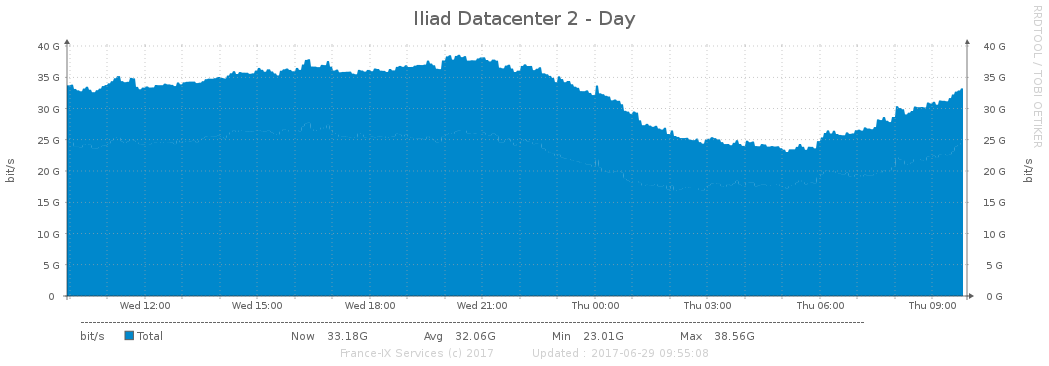 Iliad Datacenter 2 - Day
RRDTOOL / TOBI OETIKER
40 G 40 G
35 G 35 G
30 G 30 G
25 G 25 G
20 G 20 G
15 G 15 G
10 G 10 G
5 G 5 G
0 0 G
bit/s bit/s
Wed 12:00 Wed 15:00 Wed 18:00 Wed 21:00 Thu 00:00 Thu 03:00 Thu 06:00 Thu 09:00
bit/s Total Now 33.18G Avg 32.06G Min 23.01G Max 38.56G
France-IX Services (c) 2017 Updated : 2017-06-29 09:55:08